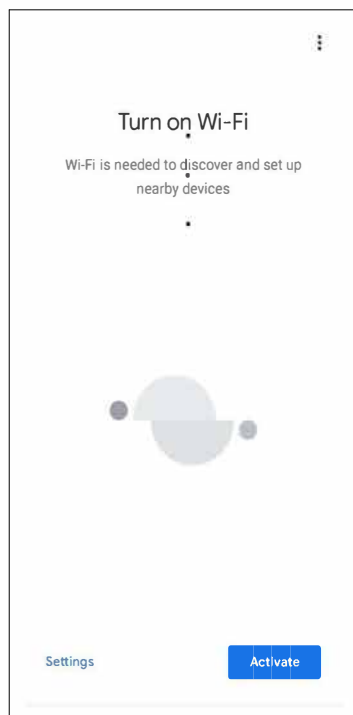 Turn on Wi-Fi
Wi-Fi is needed to discover and set up
nearby devices
Settings
Activate